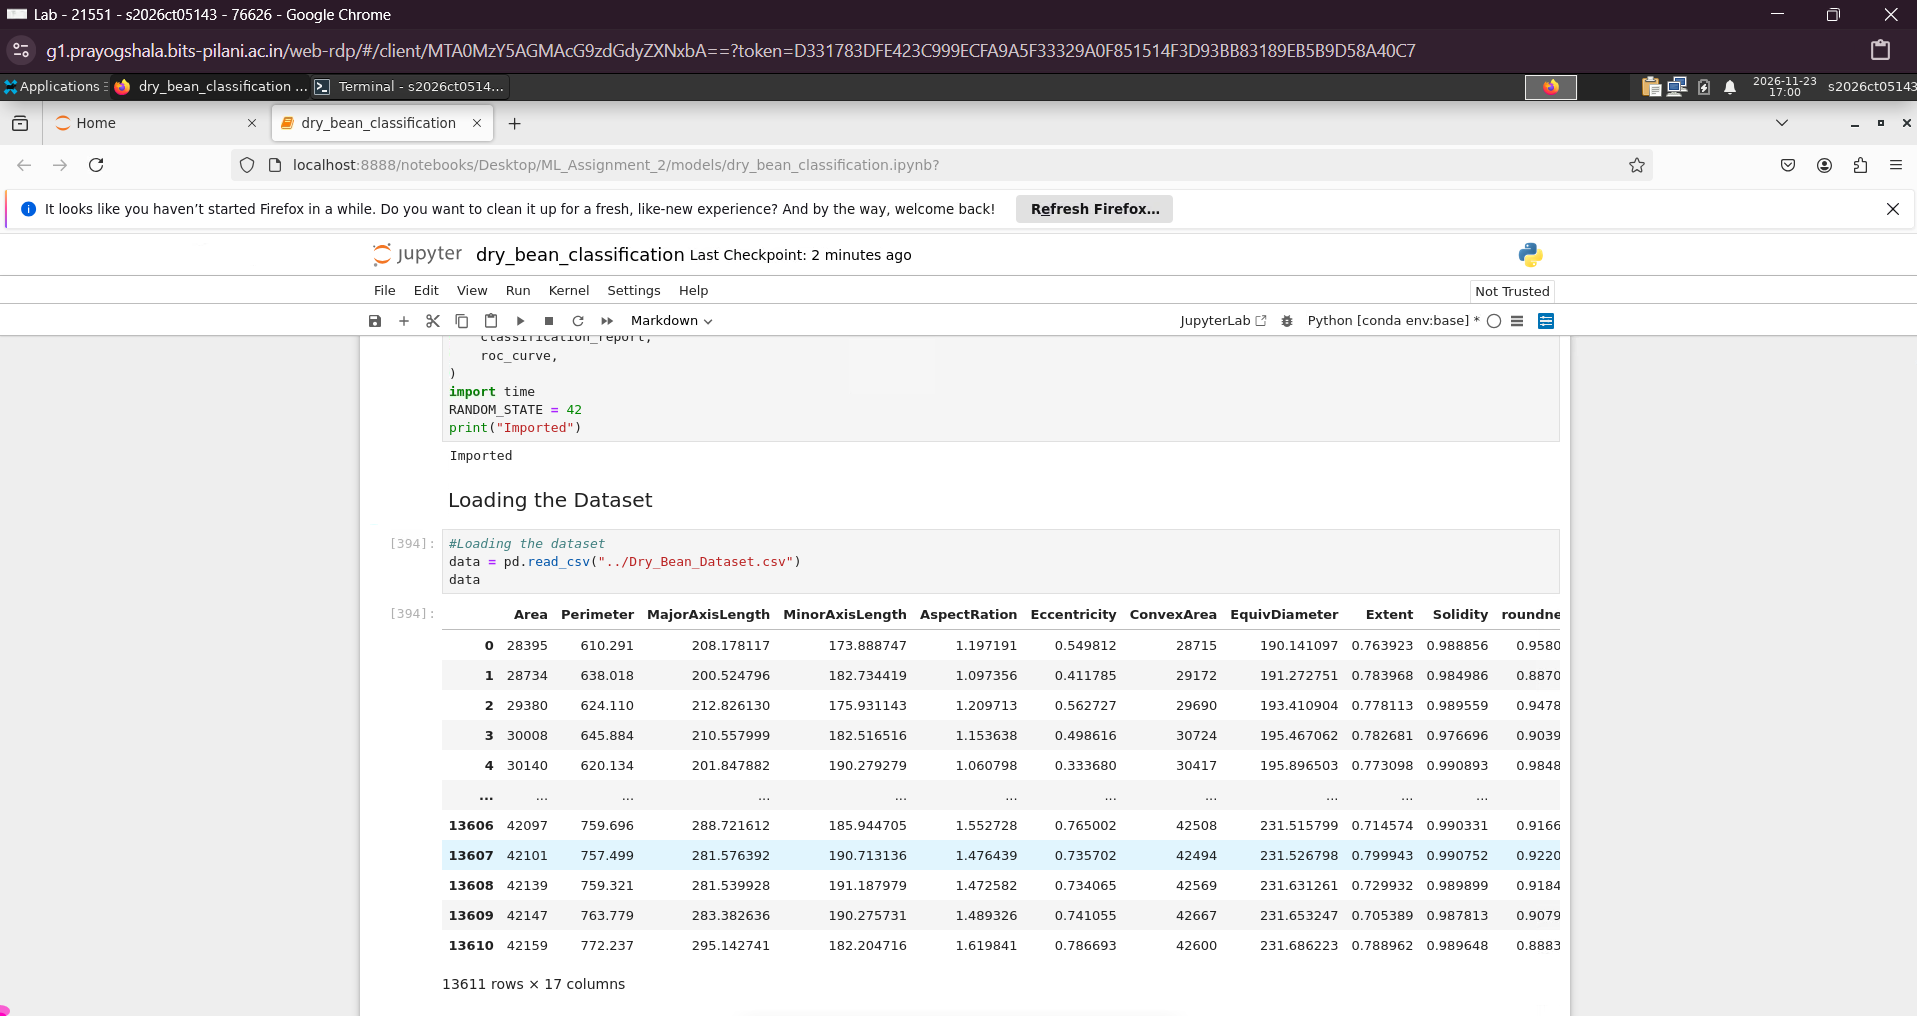 Lab - 21551 - s2026ct05143 - 76626 - Google Chrome
g1.prayogshala.bits-pilani.ac.in/web-rdp/#/client/MTA0MzY5AGMAcG9zdGdyZXNxbA==?token=D331783DFE423C999ECFA9A5F33329A0F851514F3D93BB83189EB5B9D58A40C7
Applications dry_bean_classification ... Terminal - s2026ct0514... 2026-11-23 17:00 s2026ct05143
Home dry_bean_classification
localhost:8888/notebooks/Desktop/ML_Assignment_2/models/dry_bean_classification.ipynb?
It looks like you haven’t started Firefox in a while. Do you want to clean it up for a fresh, like-new experience? And by the way, welcome back! Refresh Firefox...
jupyter dry_bean_classification Last Checkpoint: 2 minutes ago
File Edit View Run Kernel Settings Help Not Trusted
Markdown JupyterLab Python [conda env:base] *
classification_report,
roc_curve,
)
import time
RANDOM_STATE = 42
print("Imported")
Imported
Loading the Dataset
[394]: #Loading the dataset
data = pd.read_csv("../Dry_Bean_Dataset.csv")
data
[394]: Area Perimeter MajorAxisLength MinorAxisLength AspectRation Eccentricity ConvexArea EquivDiameter Extent Solidity roundne
0 28395 610.291 208.178117 173.888747 1.197191 0.549812 28715 190.141097 0.763923 0.988856 0.9580
1 28734 638.018 200.524796 182.734419 1.097356 0.411785 29172 191.272751 0.783968 0.984986 0.8870
2 29380 624.110 212.826130 175.931143 1.209713 0.562727 29690 193.410904 0.778113 0.989559 0.9478
3 30008 645.884 210.557999 182.516516 1.153638 0.498616 30724 195.467062 0.782681 0.976696 0.9039
4 30140 620.134 201.847882 190.279279 1.060798 0.333680 30417 195.896503 0.773098 0.990893 0.9848
... ... ... ... ... ... ... ... ... ... ...
13606 42097 759.696 288.721612 185.944705 1.552728 0.765002 42508 231.515799 0.714574 0.990331 0.9166
13607 42101 757.499 281.576392 190.713136 1.476439 0.735702 42494 231.526798 0.799943 0.990752 0.9220
13608 42139 759.321 281.539928 191.187979 1.472582 0.734065 42569 231.631261 0.729932 0.989899 0.9184
13609 42147 763.779 283.382636 190.275731 1.489326 0.741055 42667 231.653247 0.705389 0.987813 0.9079
13610 42159 772.237 295.142741 182.204716 1.619841 0.786693 42600 231.686223 0.788962 0.989648 0.8883
13611 rows × 17 columns